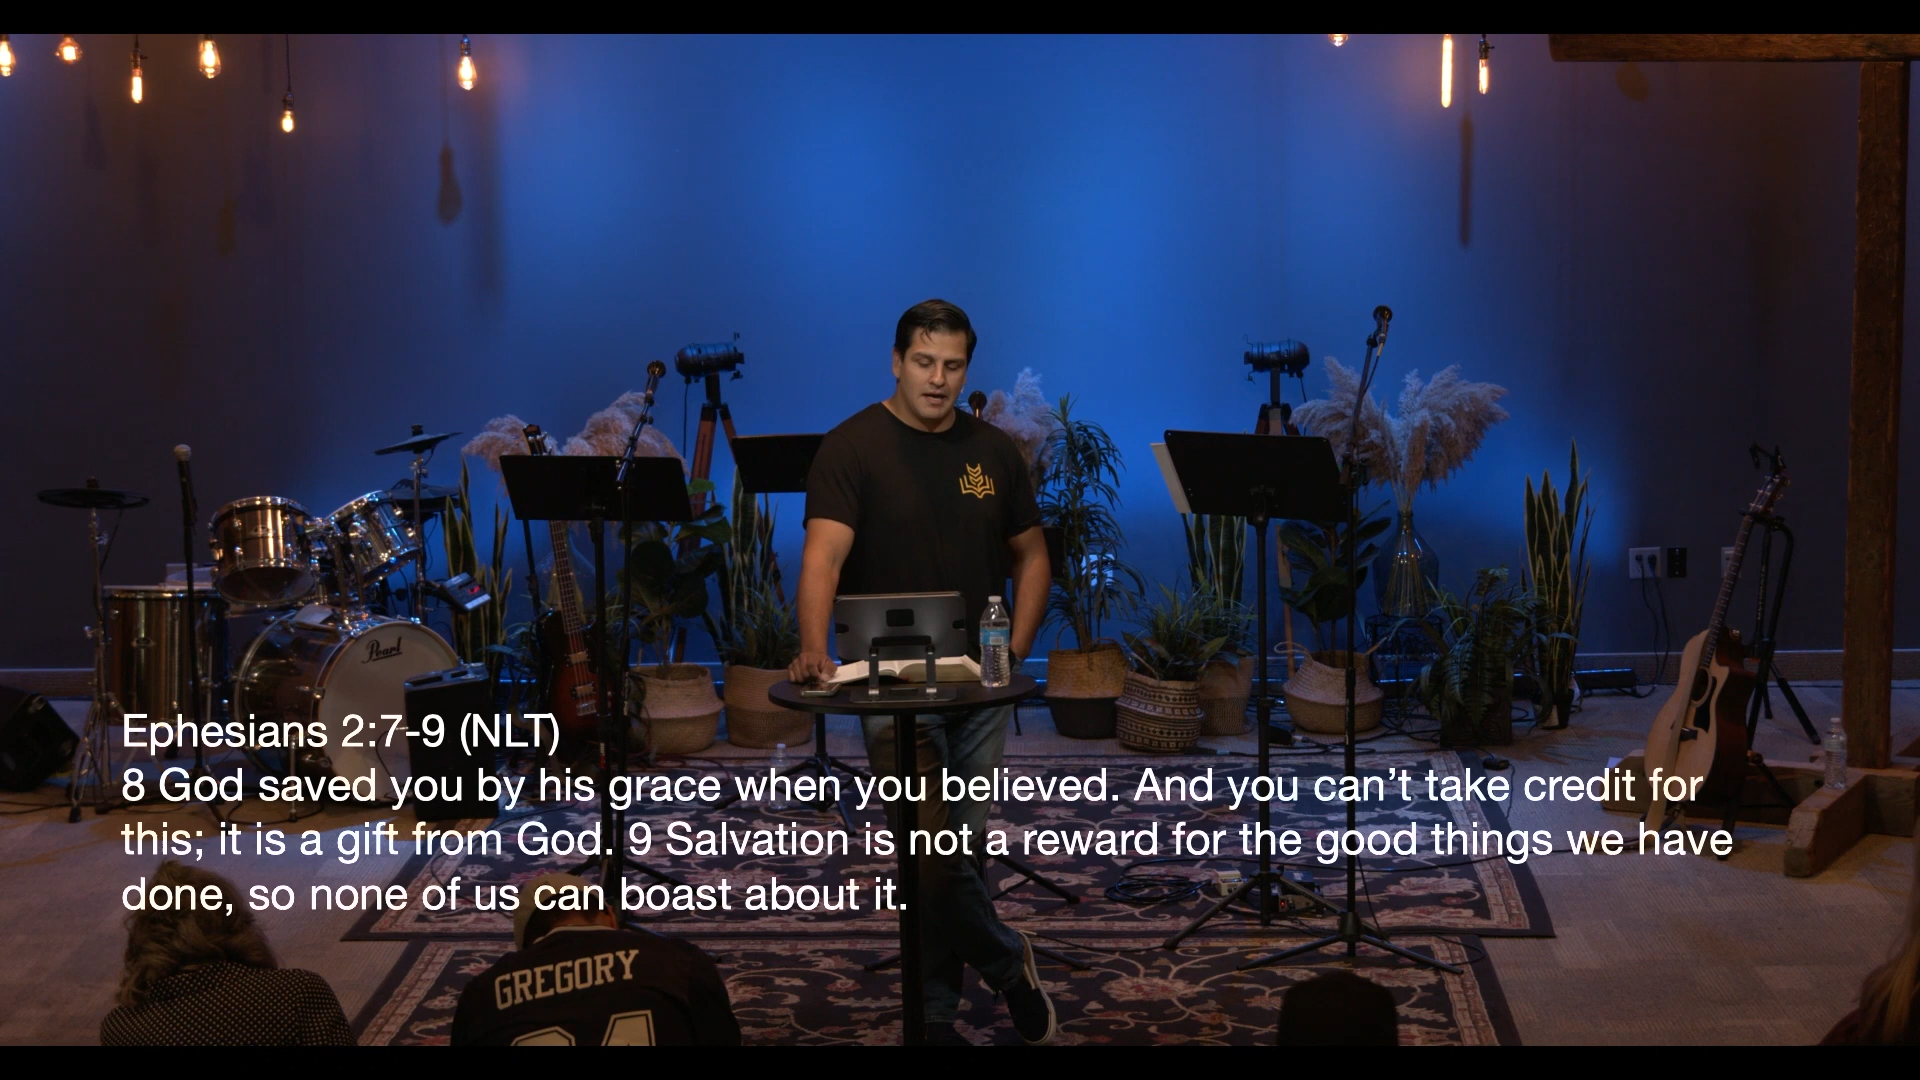 Pearl
Ephesians 2:7-9 (NLT)
8 God saved you by his grace when you believed. And you can’t take credit for
this; it is a gift from God. 9 Salvation is not a reward for the good things we have
done, so none of us can boast about it.
GREGORY